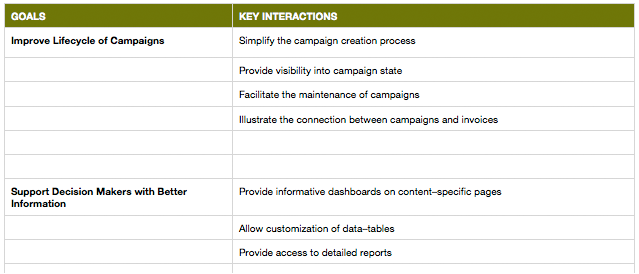 GOALS KEY INTERACTIONS
Improve Lifecycle of Campaigns Simplify the campaign creation process
Provide visibility into campaign state
Facilitate the maintenance of campaigns
Illustrate the connection between campaigns and invoices
Support Decision Makers with Better Provide informative dashboards on content–specific pages
Information
Allow customization of data–tables
Provide access to detailed reports